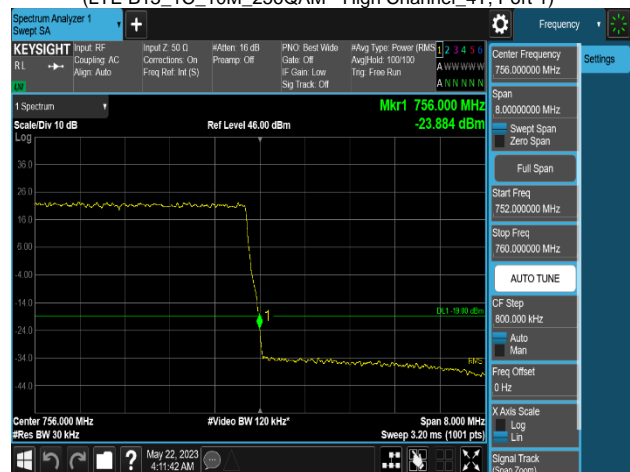 (LTE B13_1C_10M_256QAM - High Channel_4T, Port 1)
Spectrum Analyzer 1
Swept SA
Frequency
KEYSIGHT
RL
Input: RF
Coupling: AC
Align: Auto
Input Z: 50 Ω
Corrections: On
Freq Ref: Int (S)
#Atten: 16 dB
Preamp: Off
PNO: Best Wide
Gate: Off
IF Gain: Low
Sig Track: Off
#Avg Type: Power (RMS
Avg|Hold: 100/100
Trig: Free Run
1 2 3 4 5 6
A W W W W W
A N N N N N
Center Frequency
756.000000 MHz
Settings
Span
8.00000000 MHz
Swept Span
Zero Span
Full Span
Start Freq
752.000000 MHz
Stop Freq
760.000000 MHz
AUTO TUNE
CF Step
800.000 kHz
Auto
Man
Freq Offset
0 Hz
X Axis Scale
Log
Lin
Signal Track
(Span Zoom)
1 Spectrum
Scale/Div 10 dB
Log
Ref Level 46.00 dBm
Mkr1 756.000 MHz
-23.884 dBm
36.0
26.0
16.0
6.00
-4.00
-14.0
-24.0
-34.0
-44.0
DL1 -19.00 dBm
1
RMS
Center 756.000 MHz
#Res BW 30 kHz
#Video BW 120 kHz*
Span 8.000 MHz
Sweep 3.20 ms (1001 pts)
May 22, 2023
4:11:42 AM